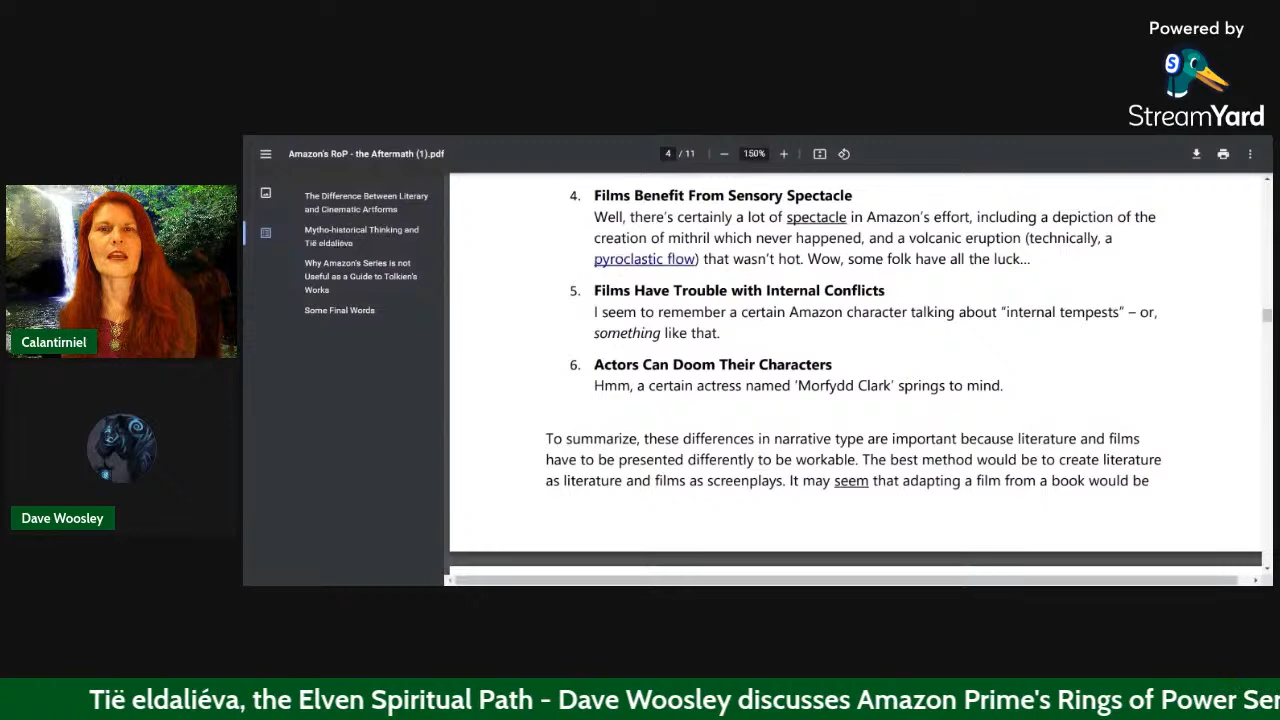 Powered by
S
StreamYard
Amazon's RoP - the Aftermath (1).pdf
4 / 11
150%
The Difference Between Literary
and Cinematic Artforms
Mytho-historical Thinking and
Tië eldaliéva
Why Amazon's Series is not
Useful as a Guide to Tolkien's
Works
Some Final Words
4. Films Benefit From Sensory Spectacle
Well, there's certainly a lot of spectacle in Amazon's effort, including a depiction of the
creation of mithril which never happened, and a volcanic eruption (technically, a
pyroclastic flow) that wasn't hot. Wow, some folk have all the luck...
5. Films Have Trouble with Internal Conflicts
I seem to remember a certain Amazon character talking about “internal tempests” – or,
something like that.
6. Actors Can Doom Their Characters
Hmm, a certain actress named ‘Morfydd Clark’ springs to mind.
To summarize, these differences in narrative type are important because literature and films
have to be presented differently to be workable. The best method would be to create literature
as literature and films as screenplays. It may seem that adapting a film from a book would be
Calantirniel
Dave Woosley
Tië eldaliéva, the Elven Spiritual Path - Dave Woosley discusses Amazon Prime's Rings of Power Ser